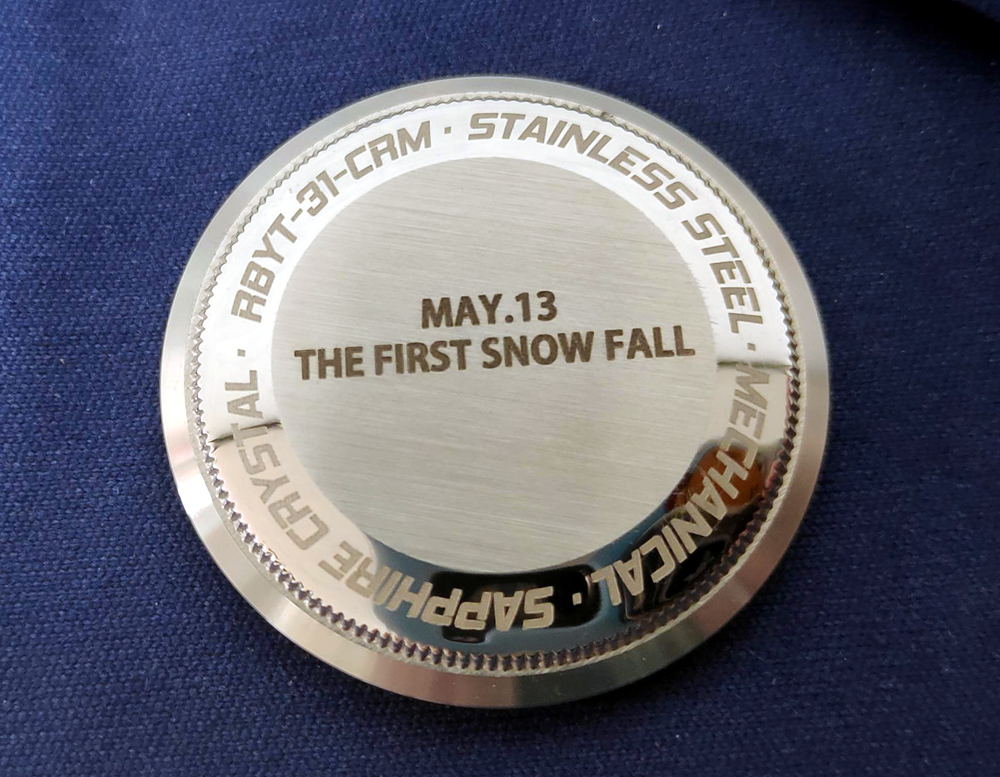 MAY.13
THE FIRST SNOW FALL
RBYT-31-CRM · STAINLESS STEEL · MECHANICAL · SAPPHIRE CRYSTAL ·